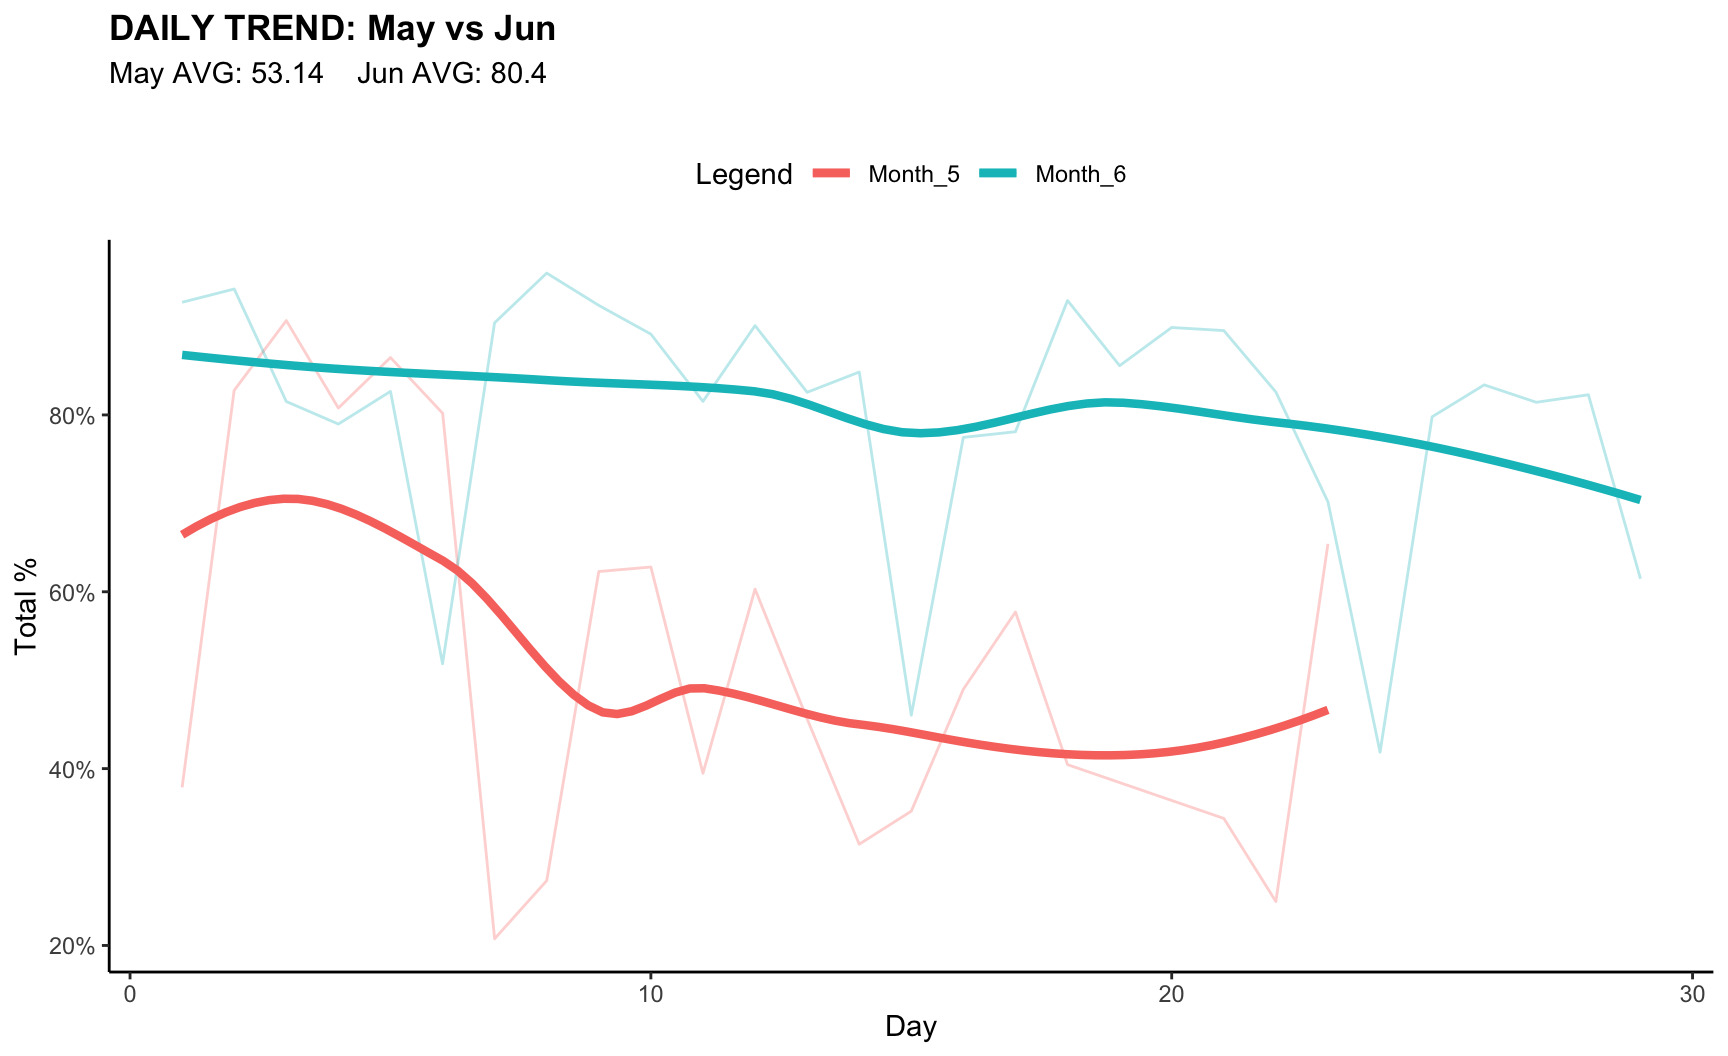 DAILY TREND: May vs Jun
May AVG: 53.14    Jun AVG: 80.4
Legend Month_5 Month_6
Total %
80%
60%
40%
20%
0 10 20 30
Day